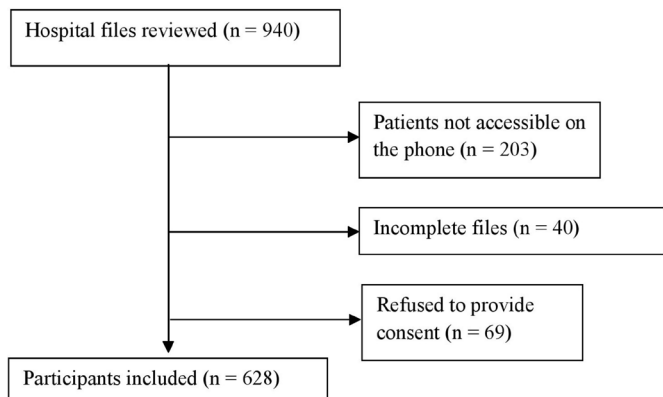 Hospital files reviewed (n = 940)
Patients not accessible on
the phone (n = 203)
Incomplete files (n = 40)
Refused to provide
consent (n = 69)
Participants included (n = 628)